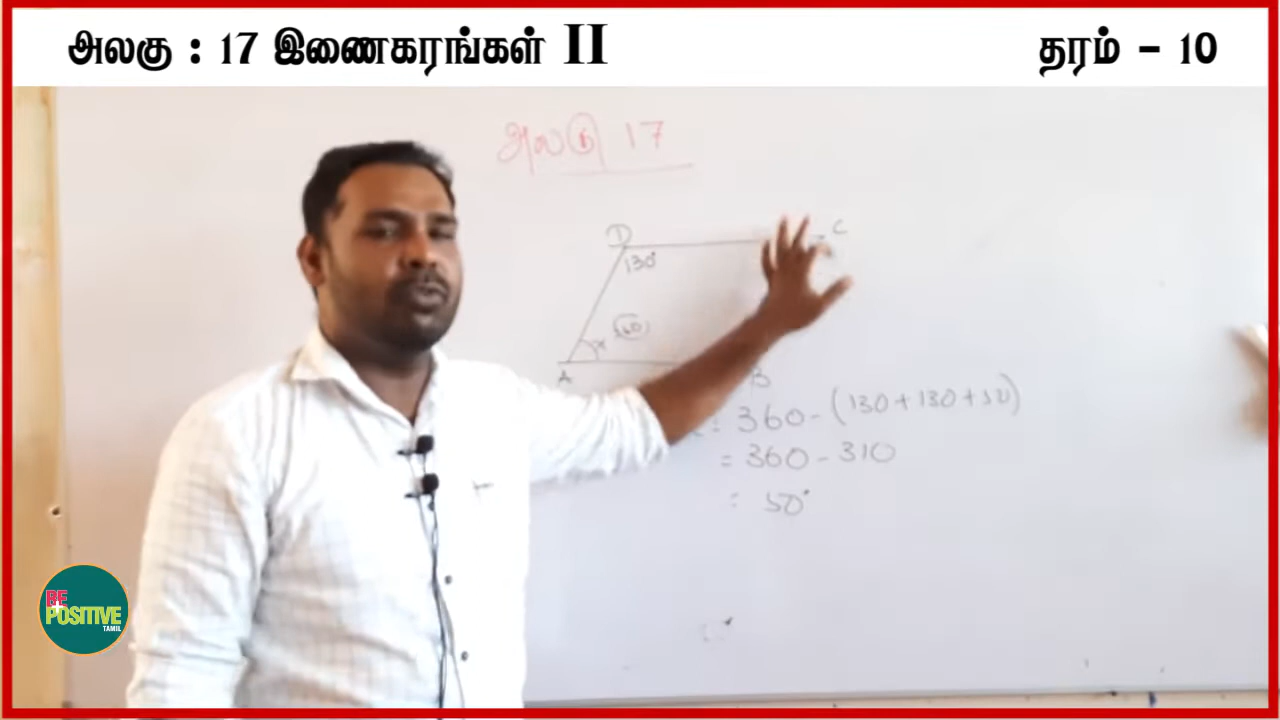 அலகு : 17 இணைகரங்கள் II
தரம் - 10
அலகு 17
D
C
130°
x
A
B
= 360 - (130 + 130 + 50)
= 360 - 310
= 50°
BE
POSITIVE
TAMIL